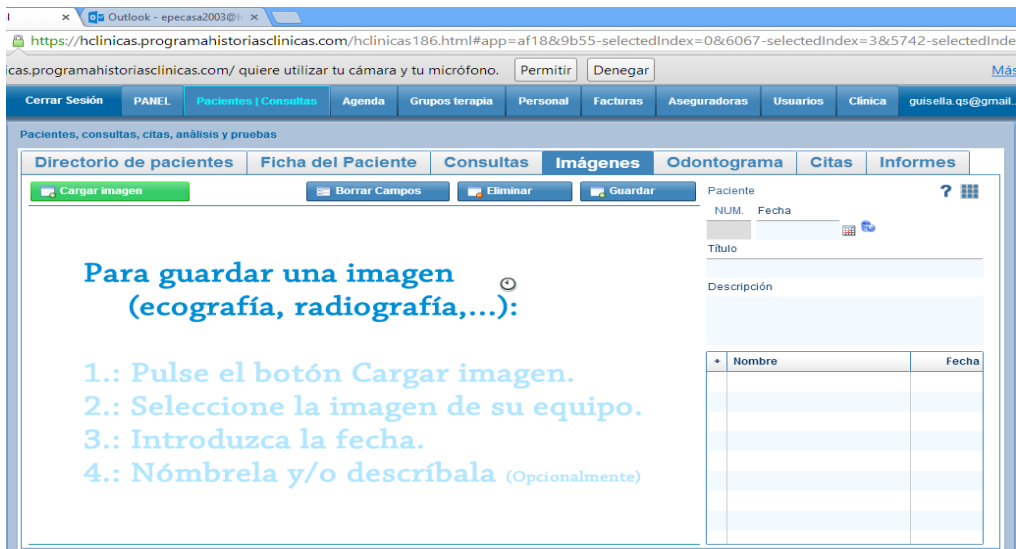 Outlook - epecasa2003@h
https://hclinicas.programahistoriasclinicas.com/hclinicas186.html#app=af18&9b55-selectedIndex=0&6067-selectedIndex=3&5742-selectedInde
icas.programahistoriasclinicas.com/ quiere utilizar tu cámara y tu micrófono. Permitir Denegar Más
Cerrar Sesión PANEL Pacientes | Consultas Agenda Grupos terapia Personal Facturas Aseguradoras Usuarios Clínica guisella.qs@gmail..
Pacientes, consultas, citas, análisis y pruebas
Directorio de pacientes Ficha del Paciente Consultas Imágenes Odontograma Citas Informes
Cargar imagen Borrar Campos Eliminar Guardar Paciente ?
NUM. Fecha
Título
Para guardar una imagen
(ecografía, radiografía,...):
Descripción
+ Nombre Fecha
1.: Pulse el botón Cargar imagen.
2.: Seleccione la imagen de su equipo.
3.: Introduzca la fecha.
4.: Nómbrela y/o descríbala (Opcionalmente)